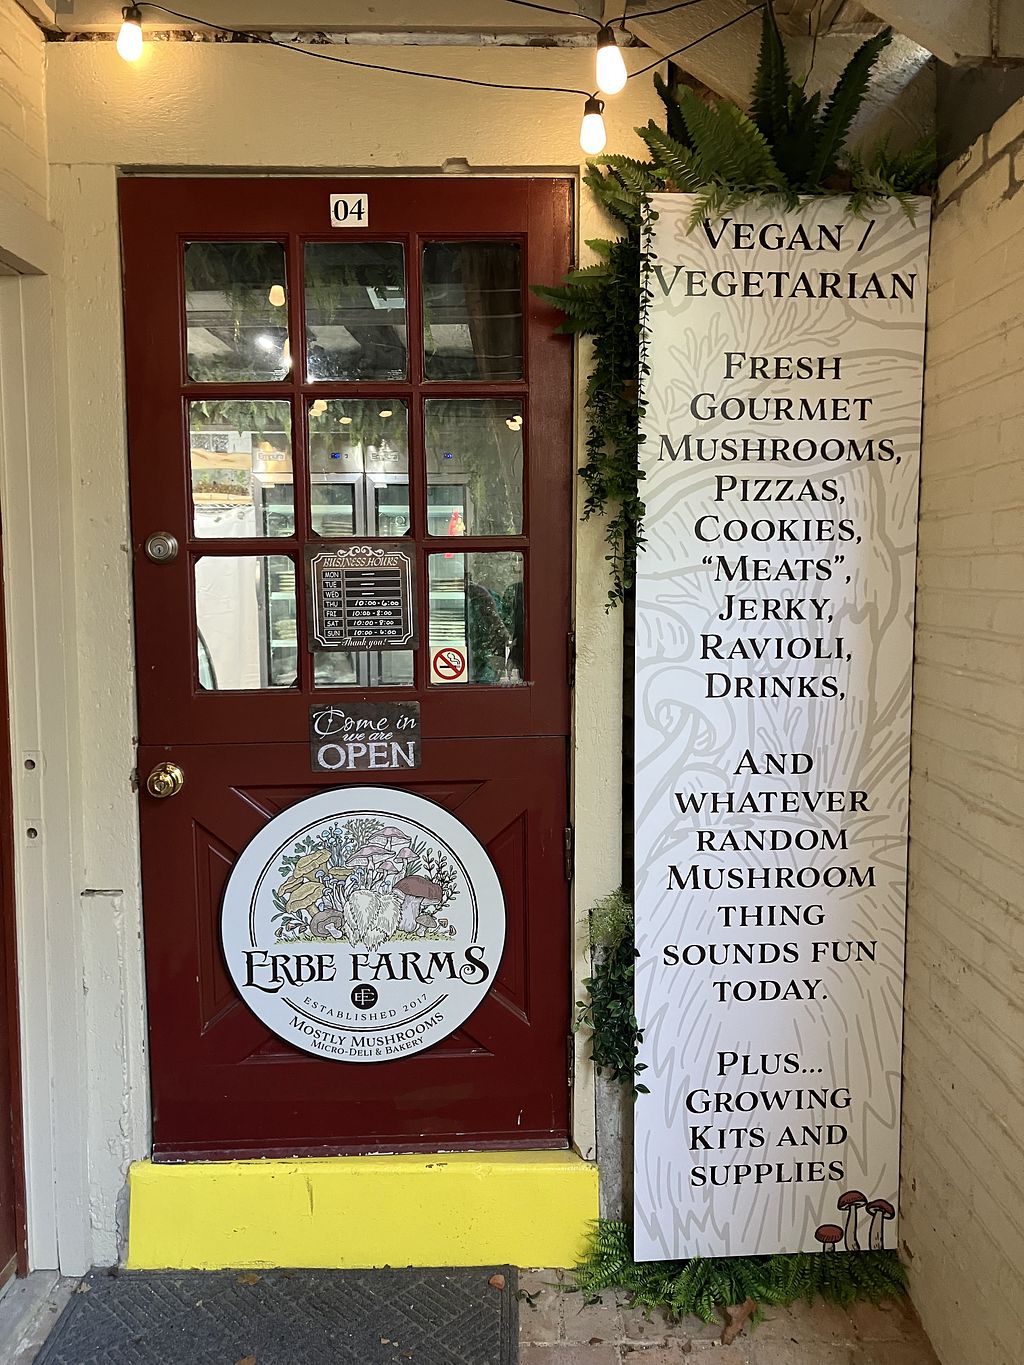 04
VEGAN /
VEGETARIAN
FRESH
GOURMET
MUSHROOMS,
PIZZAS,
COOKIES,
“MEATS”,
JERKY,
RAVIOLI,
DRINKS,
AND
WHATEVER
RANDOM
MUSHROOM
THING
SOUNDS FUN
TODAY.
PLUS...
GROWING
KITS AND
SUPPLIES
BUSINESS HOURS
MON —
TUE —
WED —
THU 10:00-6:00
FRI 10:00-8:00
SAT 10:00-8:00
SUN 10:00-6:00
Thank you!
Come in
we are
OPEN
ERBE FARMS
EF
ESTABLISHED 2017
MOSTLY MUSHROOMS
MICRO-DELI & BAKERY